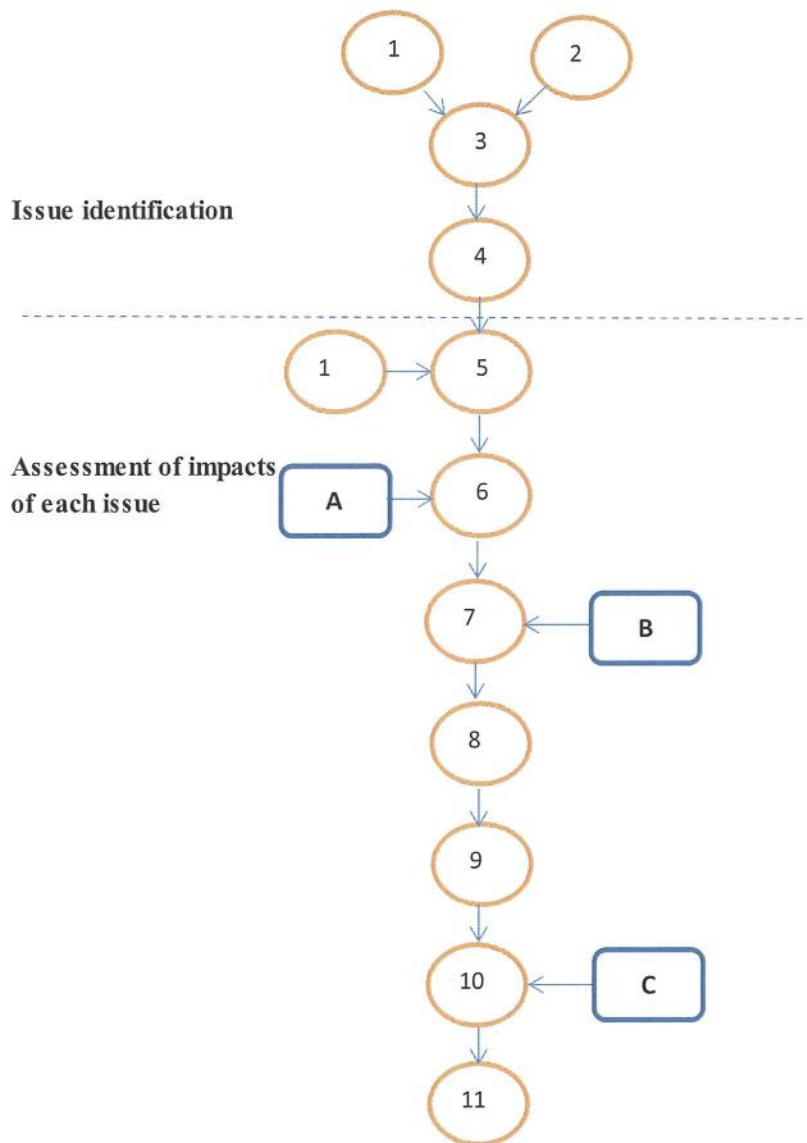 1
2
3
Issue identification
4
1
5
Assessment of impacts
of each issue
A
6
7
B
8
9
10
C
11